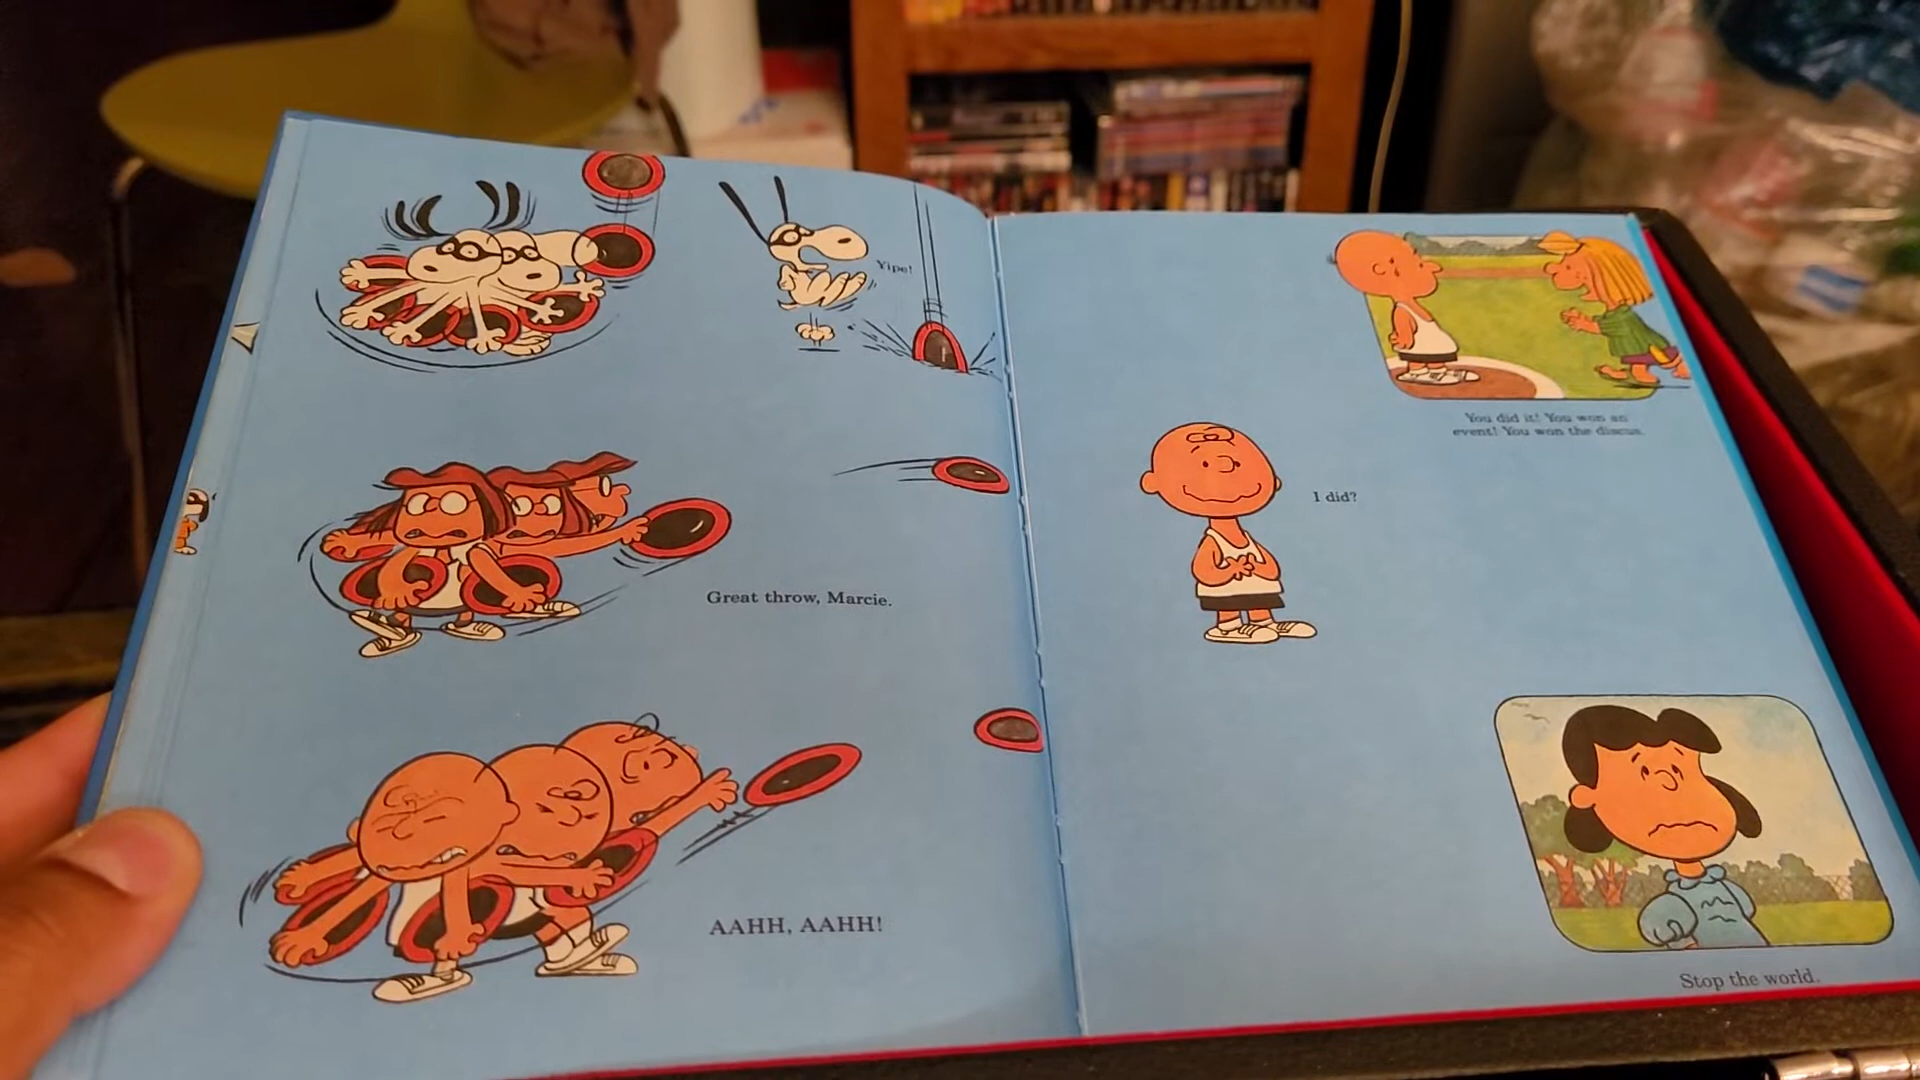 Yipe!
Great throw, Marcie.
AAHH, AAHH!
You did it! You won an
event! You won the discus.
I did?
Stop the world.